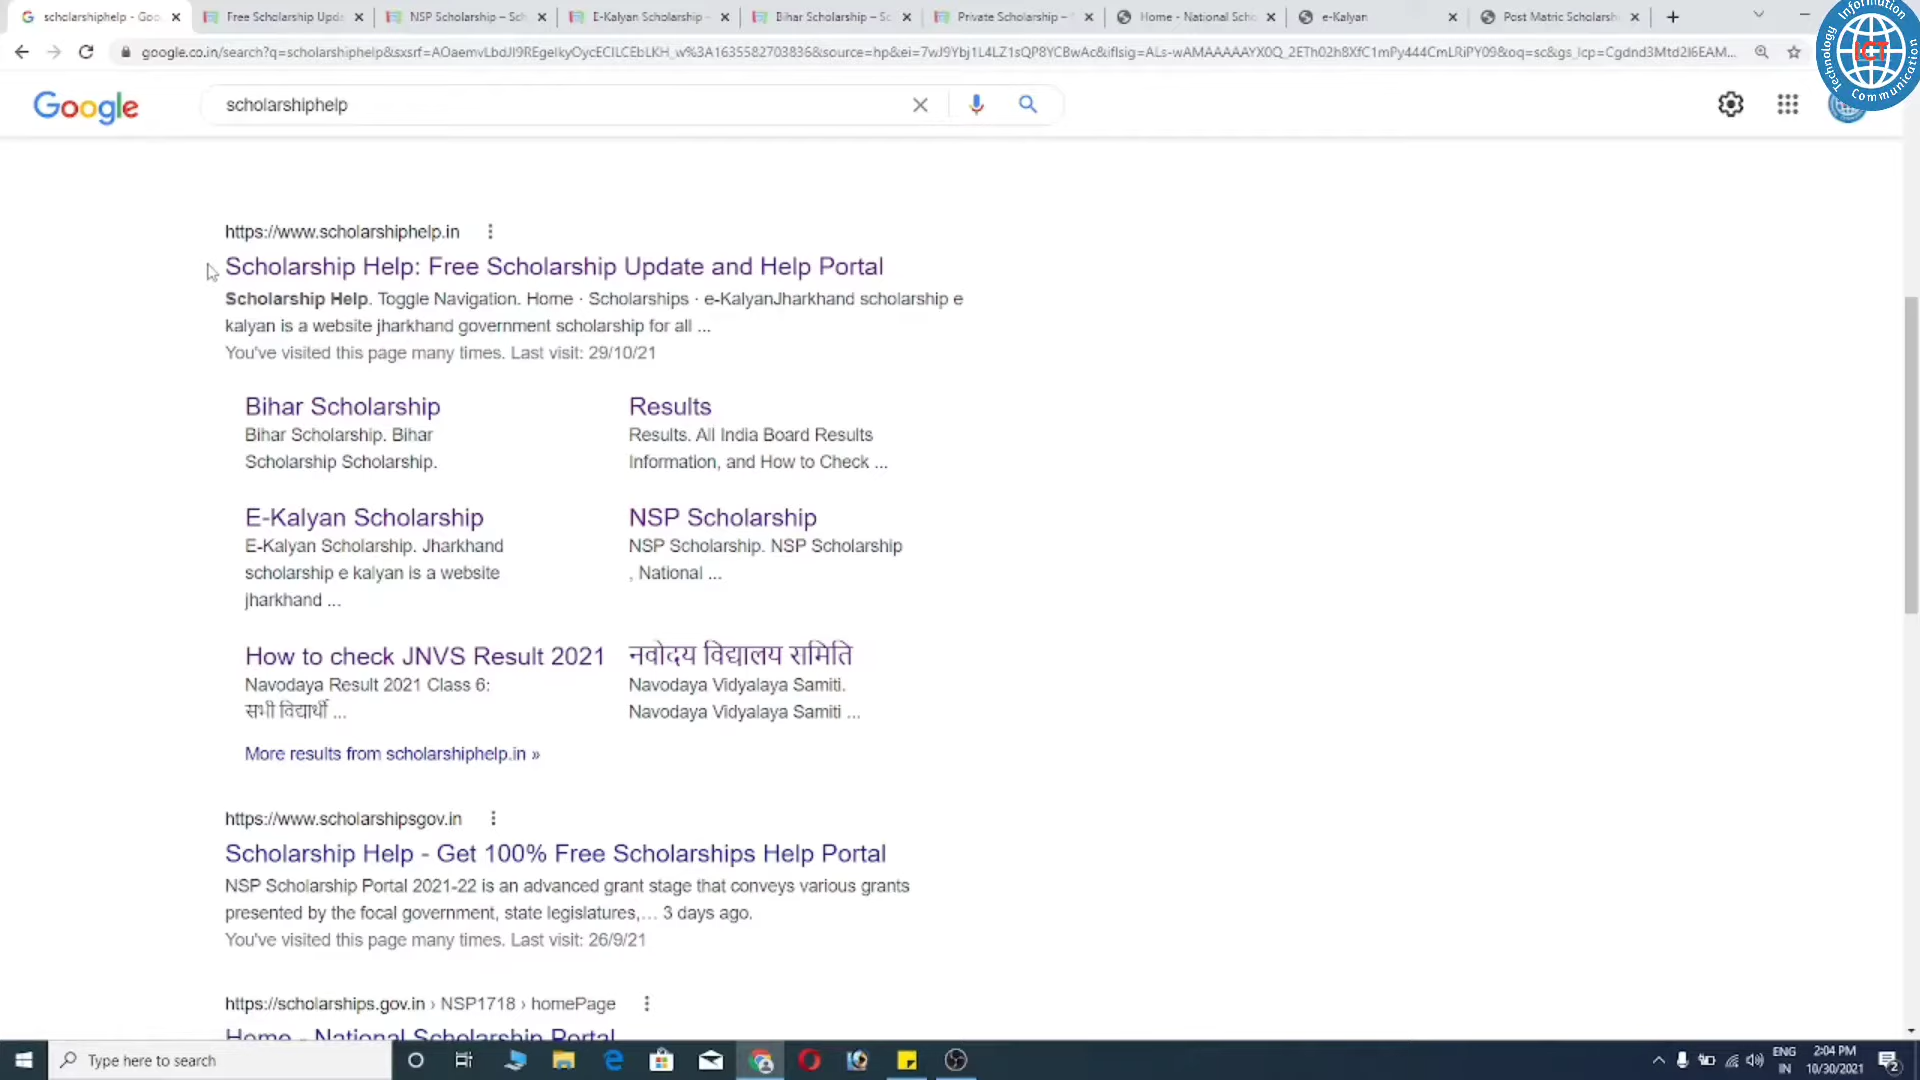 scholarshiphelp - Goo
Free Scholarship Upda
NSP Scholarship – Sch
E-Kalyan Scholarship –
Bihar Scholarship – Sc
Private Scholarship –
Home - National Scho
e-Kalyan
Post Matric Scholarsh
Google
scholarshiphelp
Information
Communication
Technology
ICT
https://www.scholarshiphelp.in
Scholarship Help: Free Scholarship Update and Help Portal
Scholarship Help. Toggle Navigation. Home · Scholarships · e-KalyanJharkhand scholarship e
kalyan is a website jharkhand government scholarship for all ...
You've visited this page many times. Last visit: 29/10/21
Bihar Scholarship
Bihar Scholarship. Bihar
Scholarship Scholarship.
Results
Results. All India Board Results
Information, and How to Check ...
E-Kalyan Scholarship
E-Kalyan Scholarship. Jharkhand
scholarship e kalyan is a website
jharkhand ...
NSP Scholarship
NSP Scholarship. NSP Scholarship
, National ...
How to check JNVS Result 2021
Navodaya Result 2021 Class 6:
सभी विद्यार्थी ...
नवोदय विद्यालय समिति
Navodaya Vidyalaya Samiti.
Navodaya Vidyalaya Samiti ...
More results from scholarshiphelp.in »
https://www.scholarshipsgov.in
Scholarship Help - Get 100% Free Scholarships Help Portal
NSP Scholarship Portal 2021-22 is an advanced grant stage that conveys various grants
presented by the focal government, state legislatures,... 3 days ago.
You've visited this page many times. Last visit: 26/9/21
https://scholarships.gov.in › NSP1718 › homePage
Home - National Scholarship Portal
Type here to search
ENG
IN
2:04 PM
10/30/2021
2